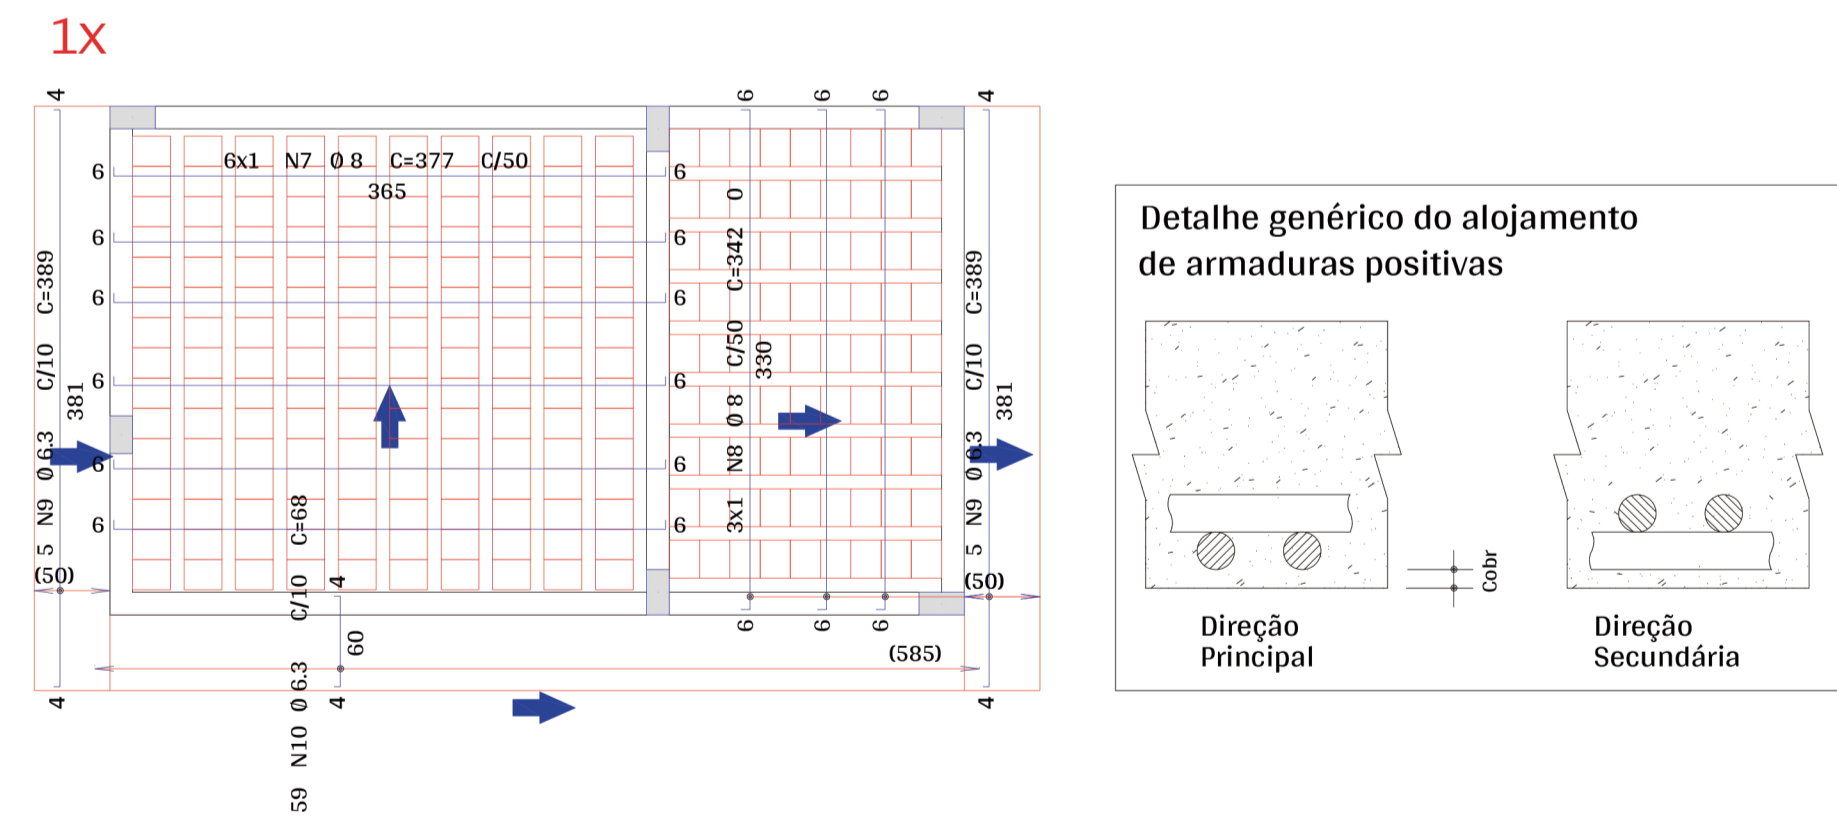 1X
4
6
6
6
4
6x1 N7 Ø 8 C=377 C/50
365
6
6
6
6
6
6
6
6
6
6
6
6
5 N9 Ø 6.3 C/10 C=389
381
(50)
4
3x1 N8 Ø 8 C/50 C=342 0
330
6
6
6
5 N9 Ø 6.3 C/10 C=389
381
(50)
4
59 N10 Ø 6.3 C/10 C=68
4
60
4
(585)
Detalhe genérico do alojamento
de armaduras positivas
Cobr
Direção
Principal
Direção
Secundária